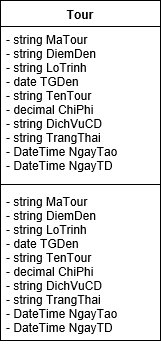 Tour
- string MaTour
- string DiemDen
- string LoTrinh
- date TGDen
- string TenTour
- decimal ChiPhi
- string DichVuCD
- string TrangThai
- DateTime NgayTao
- DateTime NgayTD
- string MaTour
- string DiemDen
- string LoTrinh
- date TGDen
- string TenTour
- decimal ChiPhi
- string DichVuCD
- string TrangThai
- DateTime NgayTao
- DateTime NgayTD